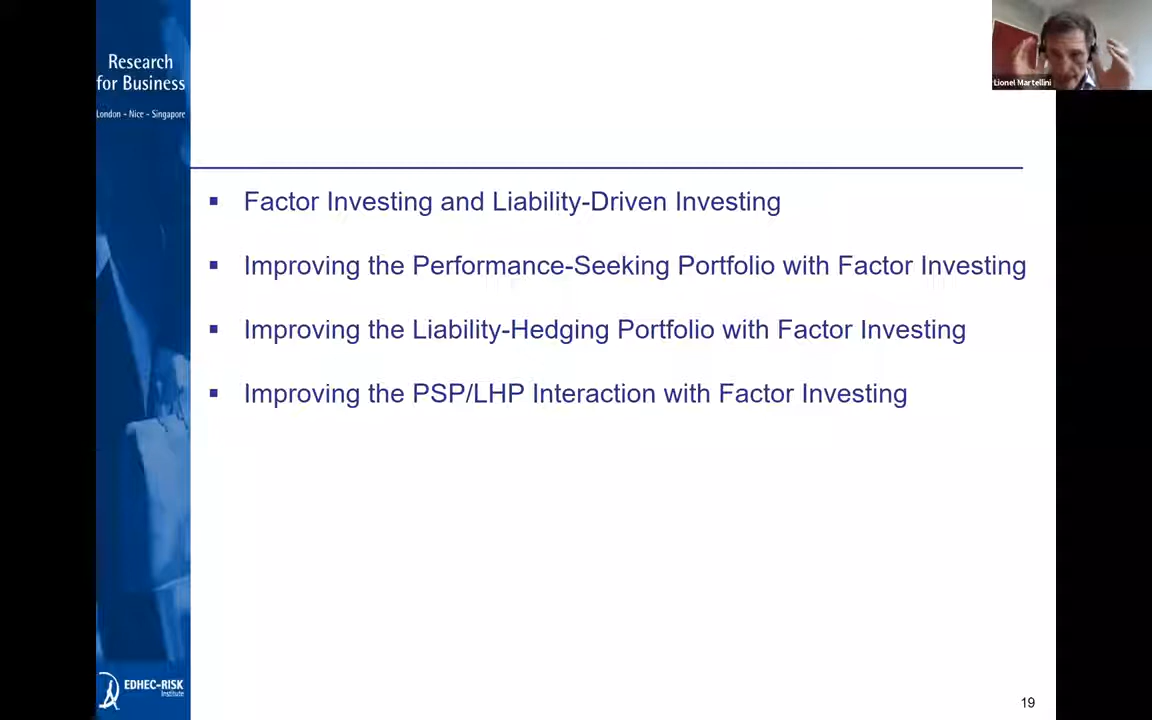 Research
for Business
London - Nice - Singapore
Lionel Martellini
▪ Factor Investing and Liability-Driven Investing
▪ Improving the Performance-Seeking Portfolio with Factor Investing
▪ Improving the Liability-Hedging Portfolio with Factor Investing
▪ Improving the PSP/LHP Interaction with Factor Investing
EDHEC-RISK
Institute
19